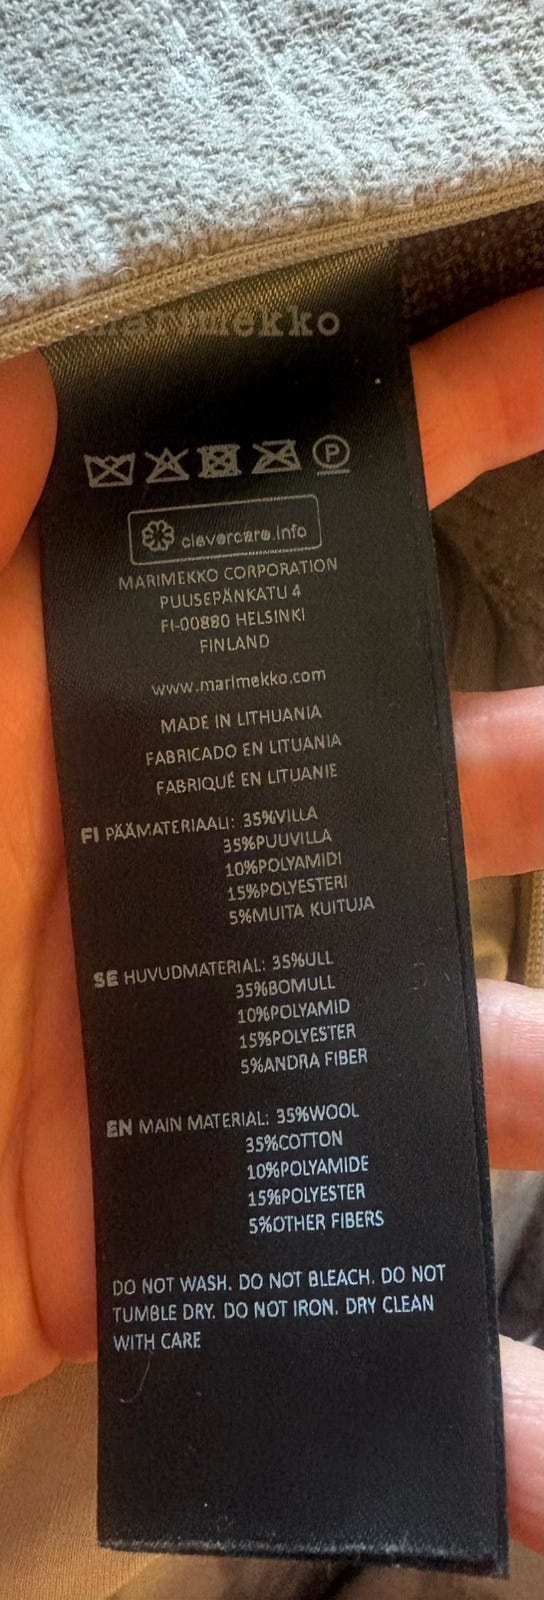 marimekko
P
clevercare.info
MARIMEKKO CORPORATION
PUUSEPÄNKATU 4
FI-00880 HELSINKI
FINLAND
www.marimekko.com
MADE IN LITHUANIA
FABRICADO EN LITUANIA
FABRIQUÉ EN LITUANIE
FI PÄÄMATERIAALI: 35%VILLA
35%PUUVILLA
10%POLYAMIDI
15%POLYESTERI
5%MUITA KUITUJA
SE HUVUDMATERIAL: 35%ULL
35%BOMULL
10%POLYAMID
15%POLYESTER
5%ANDRA FIBER
EN MAIN MATERIAL: 35%WOOL
35%COTTON
10%POLYAMIDE
15%POLYESTER
5%OTHER FIBERS
DO NOT WASH. DO NOT BLEACH. DO NOT
TUMBLE DRY. DO NOT IRON. DRY CLEAN
WITH CARE